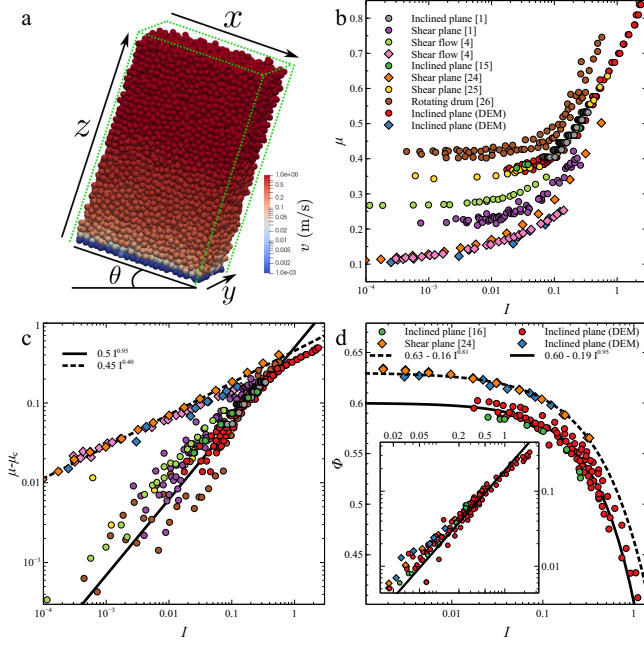 a
x
z
y
θ
v (m/s)
1.0e+00
0.5
0.2
0.1
0.05
0.02
0.01
0.005
0.002
1.0e-03
b
Inclined plane [1]
Shear plane [1]
Shear flow [4]
Shear flow [4]
Inclined plane [15]
Shear plane [24]
Shear plane [25]
Rotating drum [26]
Inclined plane (DEM)
Inclined plane (DEM)
μ
0.8
0.7
0.6
0.5
0.4
0.3
0.2
0.1
10⁻⁴ 10⁻³ 0.01 0.10 1
I
c
0.5 I^0.95
0.45 I^0.40
μ-μc
1
0.1
0.01
10⁻³
10⁻⁴ 10⁻³ 0.01 0.1 1
I
d
Inclined plane [16] Inclined plane (DEM)
Shear plane [24] Inclined plane (DEM)
0.63 - 0.16 I^0.81 0.60 - 0.19 I^0.95
Φ
0.65
0.6
0.55
0.5
0.45
0.02 0.05 0.2 0.5 1
0.10
0.01
0.01 0.1 1
I